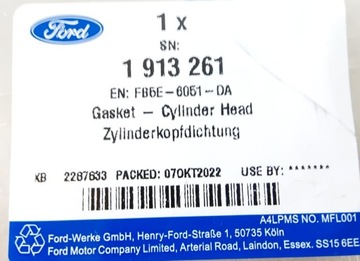 Ford
1 x
SN:
1 913 261
EN: FB5E-6051-DA
Gasket - Cylinder Head
Zylinderkopfdichtung
KB 2287633 PACKED: 07OKT2022 USE BY: *******
A4LPMS NO. MFL001
Ford-Werke GmbH, Henry-Ford-Straße 1, 50735 Köln
Ford Motor Company Limited, Arterial Road, Laindon, Essex. SS15 6EE